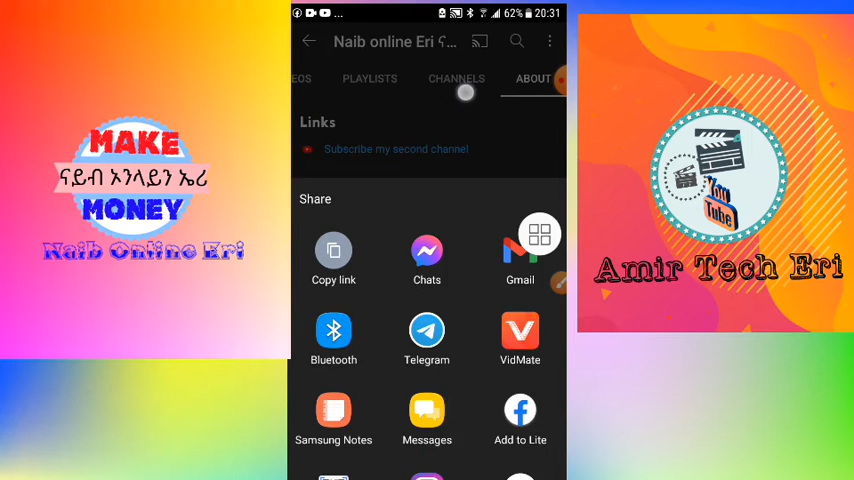 MAKE
ናይብ ኦንላይን ኤሪ
MONEY
Naib Online Eri
62% 20:31
Naib online Eri ና...
EOS PLAYLISTS CHANNELS ABOUT
Links
Subscribe my second channel
Share
Copy link Chats Gmail
Bluetooth Telegram VidMate
Samsung Notes Messages Add to Lite
You
Tube
Amir Tech Eri